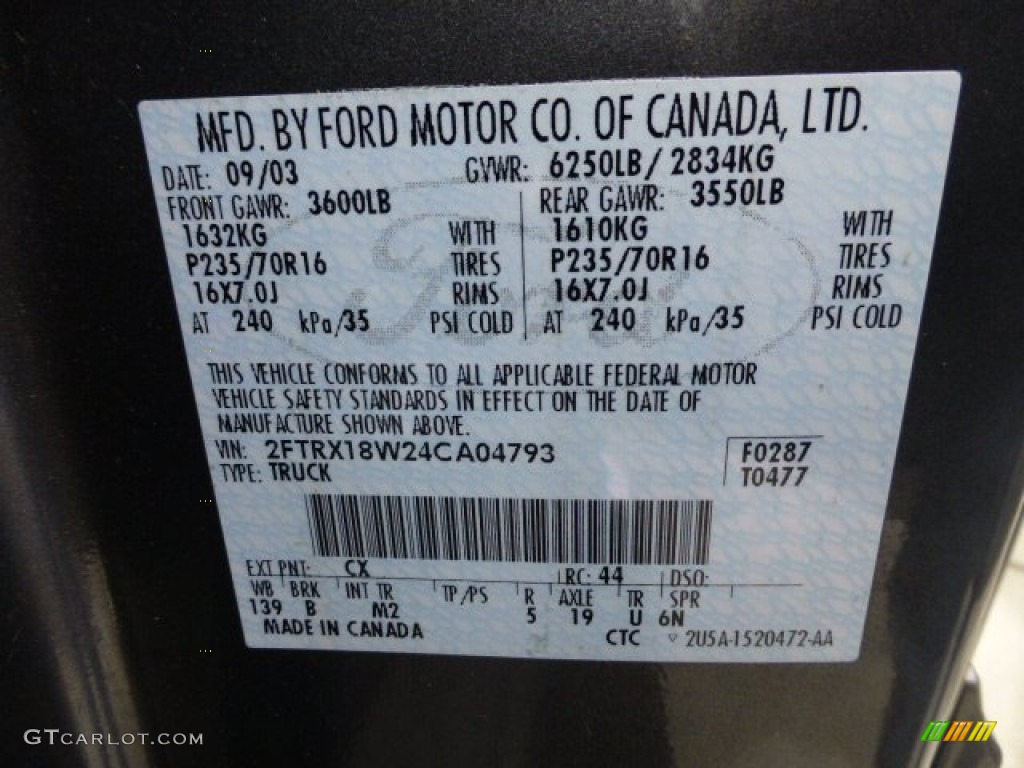 MFD. BY FORD MOTOR CO. OF CANADA, LTD.
DATE: 09/03 GVWR: 6250LB/ 2834KG
FRONT GAWR: 3600LB REAR GAWR: 3550LB
1632KG WITH 1610KG WITH
P235/70R16 TIRES P235/70R16 TIRES
16X7.0J RIMS 16X7.0J RIMS
AT 240 kPa/35 PSI COLD AT 240 kPa/35 PSI COLD
THIS VEHICLE CONFORMS TO ALL APPLICABLE FEDERAL MOTOR
VEHICLE SAFETY STANDARDS IN EFFECT ON THE DATE OF
MANUFACTURE SHOWN ABOVE.
VIN: 2FTRX18W24CA04793 F0287
TYPE: TRUCK T0477
EXT PNT: CX RC: 44 DSO:
WB BRK INT TR TP/PS R AXLE TR SPR
139 B M2 5 19 U 6N
MADE IN CANADA CTC 2U5A-1520472-AA
GTCARLOT.COM